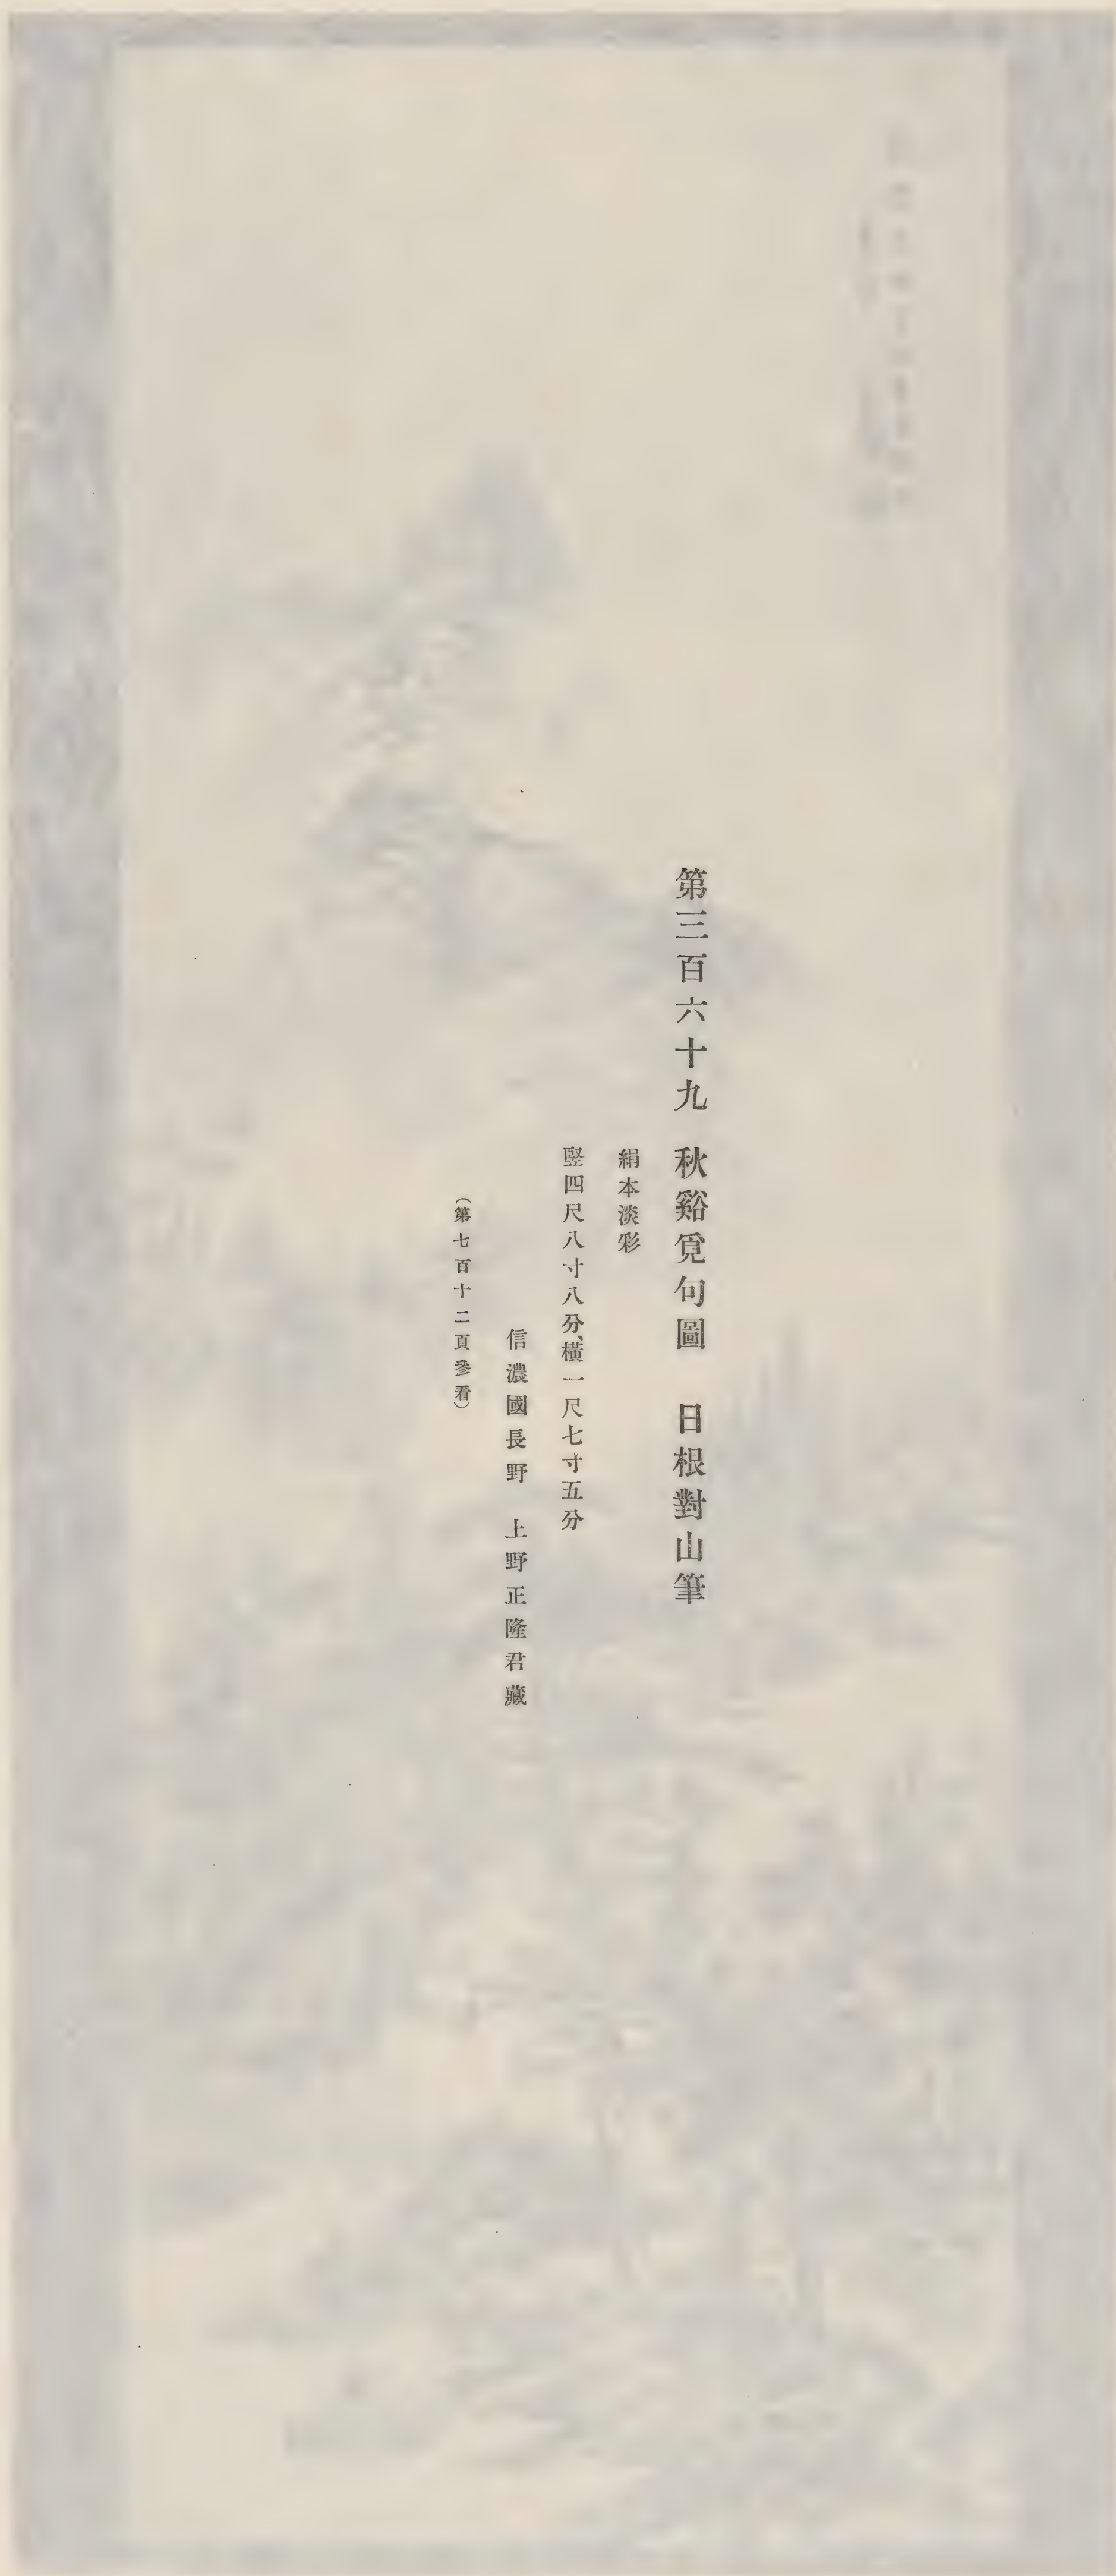 第三百六十九 秋谿覓句圖 日根對山筆
絹本淡彩
竪四尺八寸八分、橫一尺七寸五分
信濃國長野 上野正隆君藏
(第七百十二頁參看)